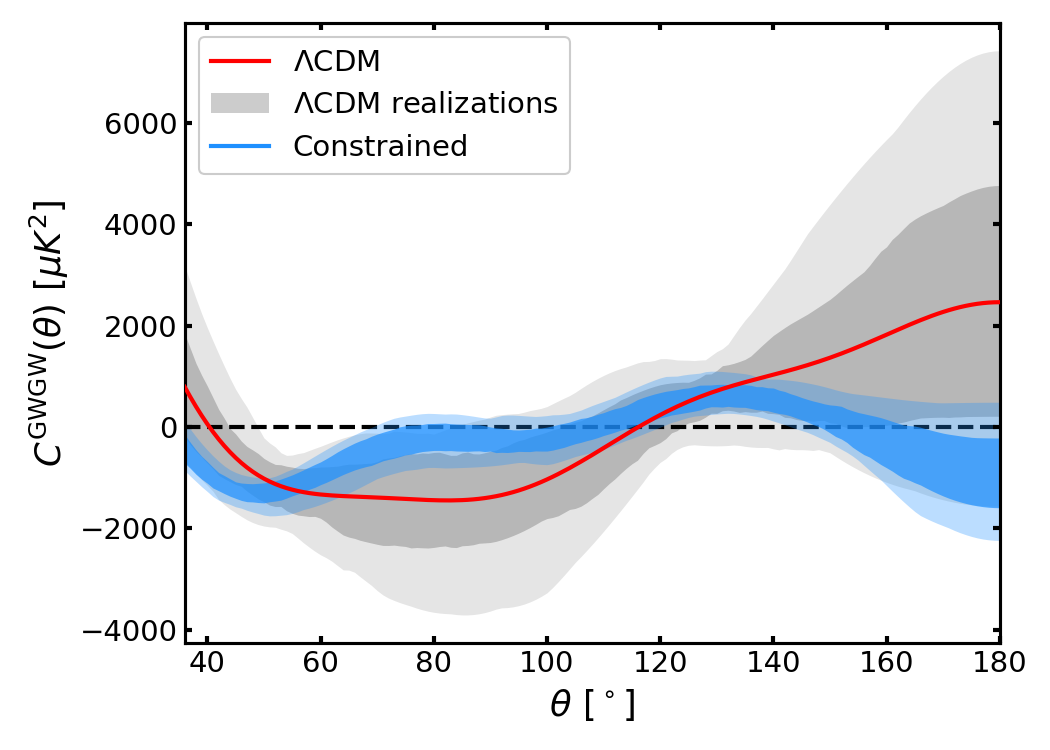 ΛCDM
ΛCDM realizations
Constrained
C^GWGW(θ) [μK²]
6000
4000
2000
0
−2000
−4000
40 60 80 100 120 140 160 180
θ [°]